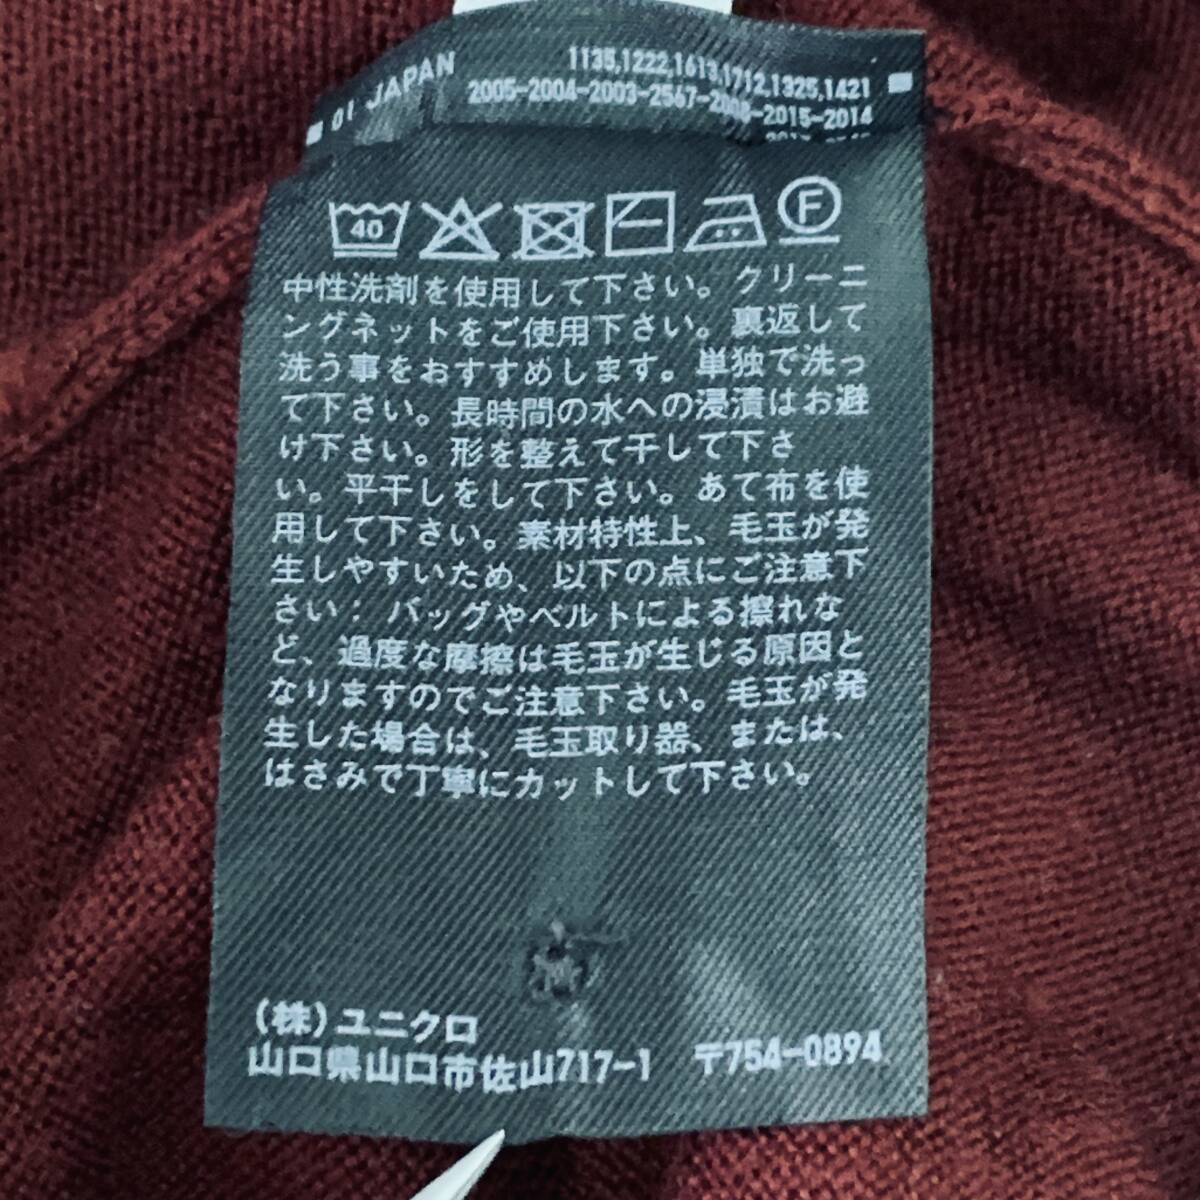 01 JAPAN
1135,1222,1613,1712,1325,1421
2005-2004-2003-2567-2008-2015-2014
40
F
中性洗剤を使用して下さい。クリーニ
ングネットをご使用下さい。裏返して
洗う事をおすすめします。単独で洗っ
て下さい。長時間の水への浸漬はお避
け下さい。形を整えて干して下さ
い。平干しをして下さい。あて布を使
用して下さい。素材特性上、毛玉が発
生しやすいため、以下の点にご注意下
さい：バッグやベルトによる擦れな
ど、過度な摩擦は毛玉が生じる原因と
なりますのでご注意下さい。毛玉が発
生した場合は、毛玉取り器、または、
はさみで丁寧にカットして下さい。
(株)ユニクロ
山口県山口市佐山717-1 〒754-0894